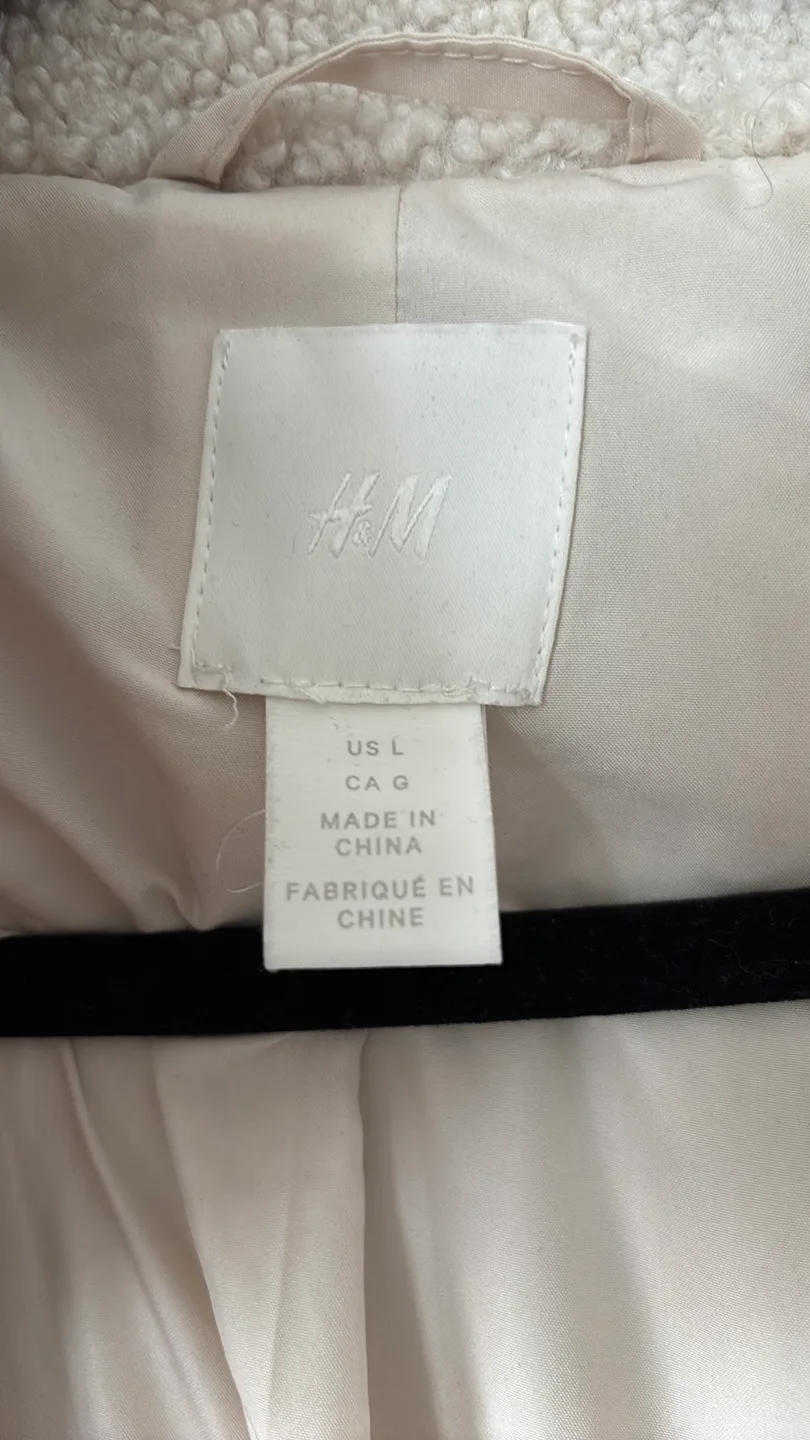 H&M
US L
CA G
MADE IN
CHINA
FABRIQUÉ EN
CHINE